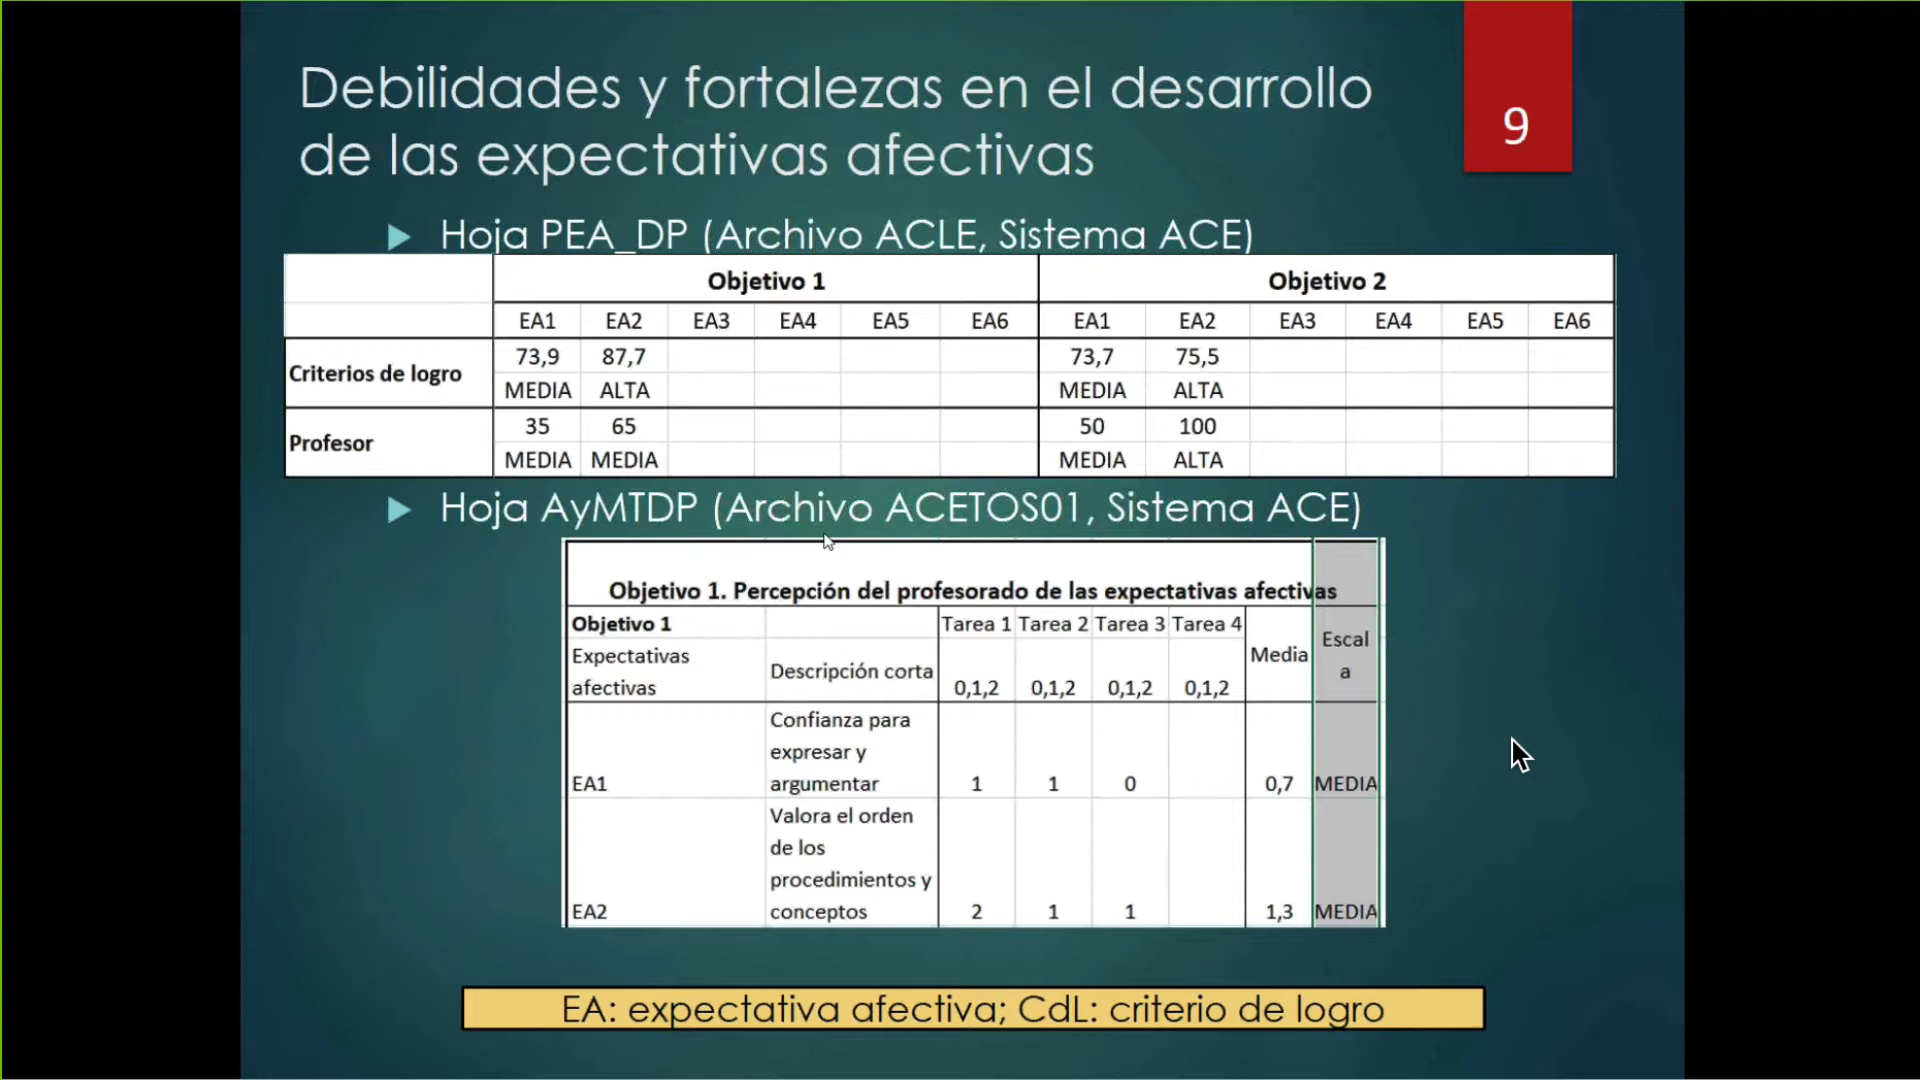 Debilidades y fortalezas en el desarrollo
de las expectativas afectivas
9
Hoja PEA_DP (Archivo ACLE, Sistema ACE)
Objetivo 1 Objetivo 2
EA1 EA2 EA3 EA4 EA5 EA6 EA1 EA2 EA3 EA4 EA5 EA6
Criterios de logro
73,9 87,7 73,7 75,5
MEDIA ALTA MEDIA ALTA
Profesor
35 65 50 100
MEDIA MEDIA MEDIA ALTA
Hoja AyMTDP (Archivo ACETOS01, Sistema ACE)
Objetivo 1. Percepción del profesorado de las expectativas afectivas
Objetivo 1 Tarea 1 Tarea 2 Tarea 3 Tarea 4
Media
Escal
a
Expectativas
afectivas
Descripción corta
0,1,2 0,1,2 0,1,2 0,1,2
Confianza para
expresar y
EA1 argumentar 1 1 0 0,7 MEDIA
Valora el orden
de los
procedimientos y
EA2 conceptos 2 1 1 1,3 MEDIA
EA: expectativa afectiva; CdL: criterio de logro